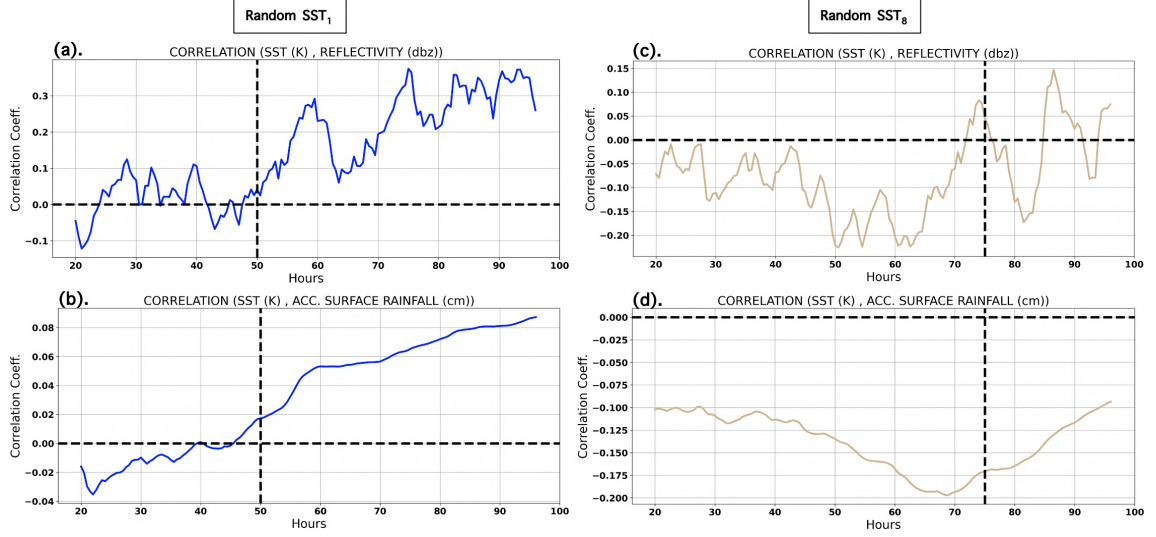 Random SST1
Random SST8
(a).
CORRELATION (SST (K) , REFLECTIVITY (dbz))
Correlation Coeff.
0.3
0.2
0.1
0.0
−0.1
20 30 40 50 60 70 80 90 100
Hours
(b).
CORRELATION (SST (K) , ACC. SURFACE RAINFALL (cm))
Correlation Coeff.
0.08
0.06
0.04
0.02
0.00
−0.02
−0.04
20 30 40 50 60 70 80 90 100
Hours
(c).
CORRELATION (SST (K) , REFLECTIVITY (dbz))
Correlation Coeff.
0.15
0.10
0.05
0.00
−0.05
−0.10
−0.15
−0.20
20 30 40 50 60 70 80 90 100
Hours
(d).
CORRELATION (SST (K) , ACC. SURFACE RAINFALL (cm))
Correlation Coeff.
0.000
−0.025
−0.050
−0.075
−0.100
−0.125
−0.150
−0.175
−0.200
20 30 40 50 60 70 80 90 100
Hours